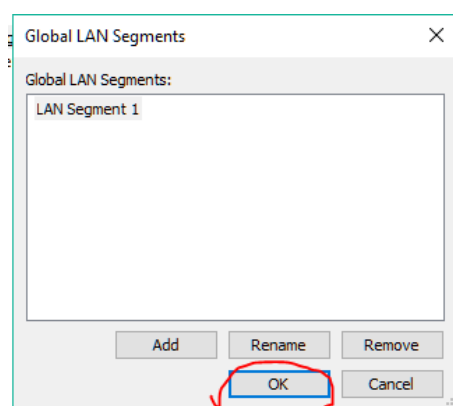 Global LAN Segments
Global LAN Segments:
LAN Segment 1
Add Rename Remove
OK Cancel